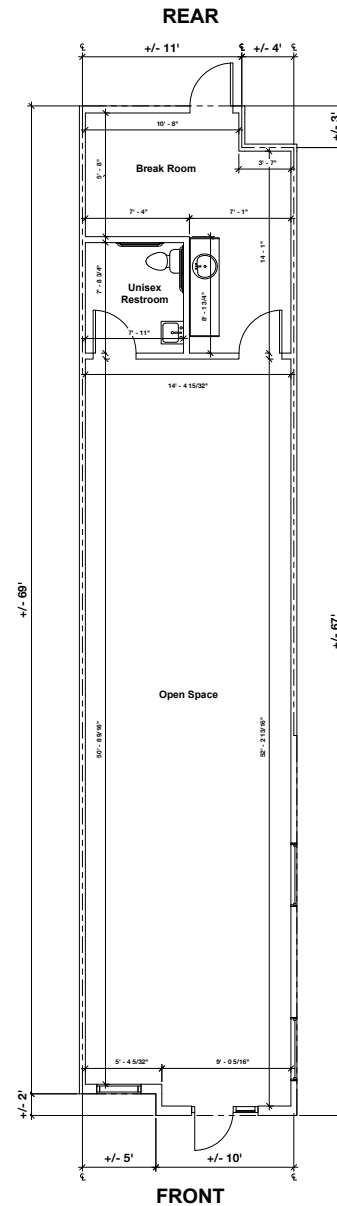 REAR
+/- 11'
+/- 4'
+/- 3'
10' - 8"
3' - 7"
5' - 8"
Break Room
7' - 4"
7' - 1"
14' - 1"
7' - 8 3/4"
Unisex
Restroom
8' - 1 3/4"
7' - 11"
14' - 4 15/32"
+/- 69'
+/- 67'
Open Space
50' - 8 9/16"
52' - 2 13/16"
5' - 4 5/32"
9' - 0 5/16"
+/- 2'
+/- 5'
+/- 10'
FRONT